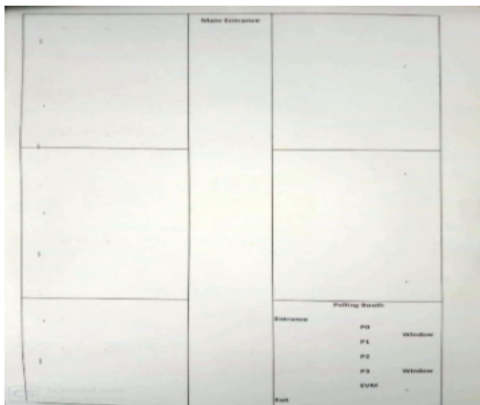 Main Entrance
Polling Booth
Entrance
P0
Window
P1
P2
P3 Window
EVM
Exit